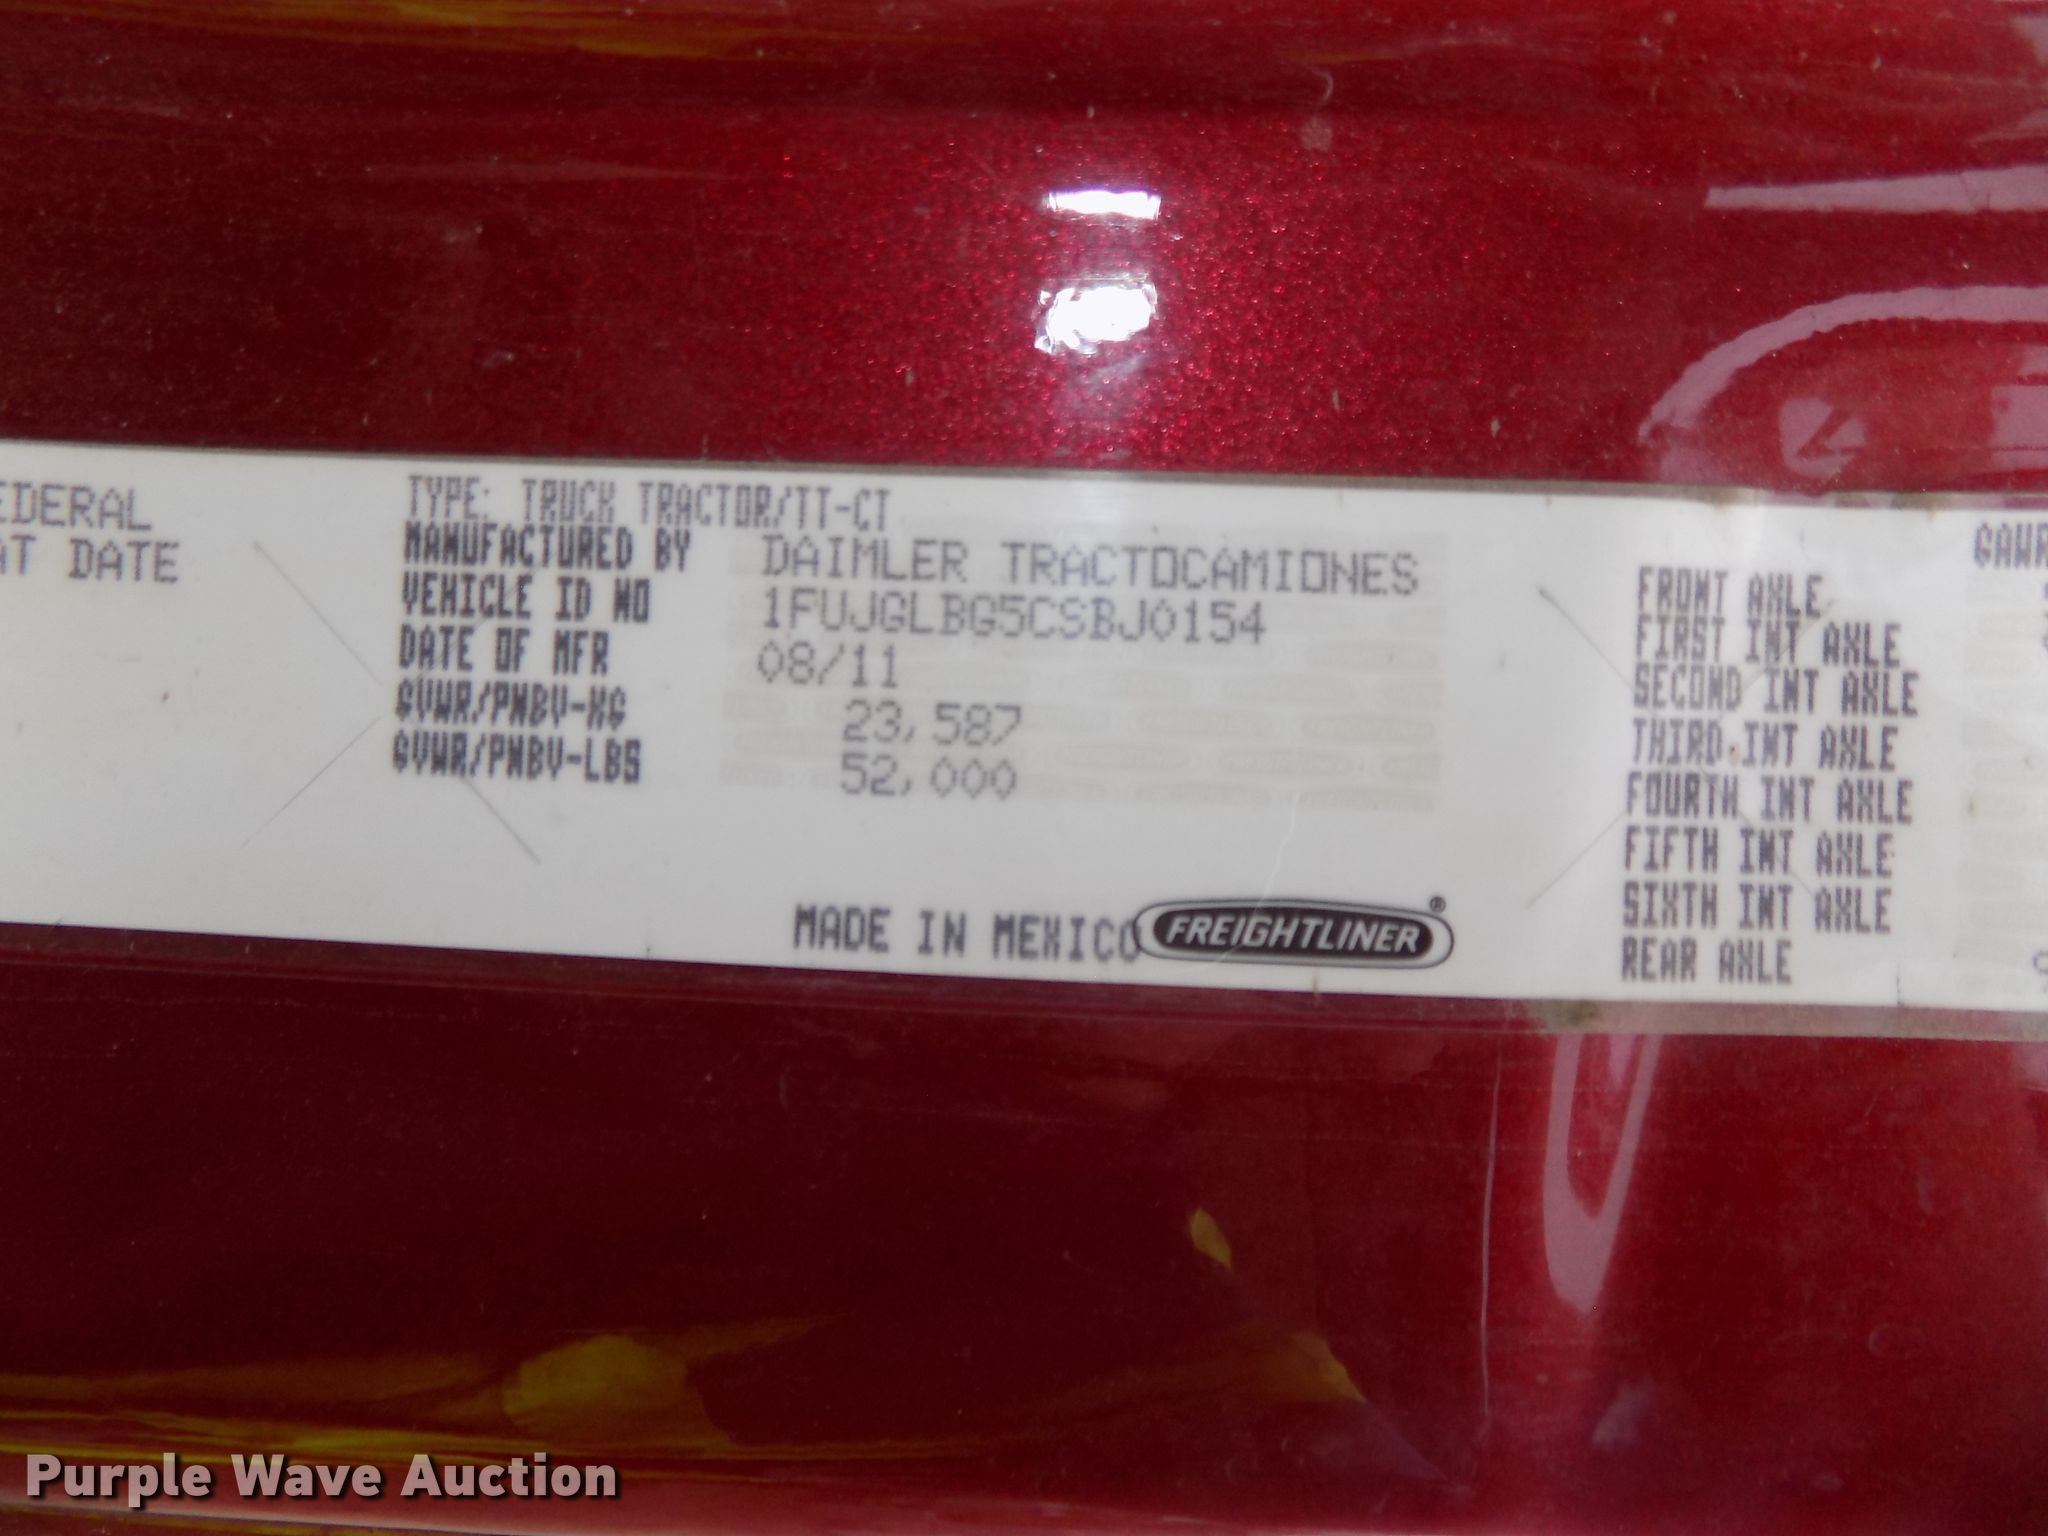 EDERAL
AT DATE
TYPE: TRUCK TRACTOR/TT-CT
MANUFACTURED BY DAIMLER TRACTOCAMIONES
VEHICLE ID NO 1FUJGLBG5CSBJ0154
DATE OF MFR 08/11
GVWR/PNBV-KG 23,587
GVWR/PNBV-LBS 52,000
MADE IN MEXICO FREIGHTLINER®
GAWR
FRONT AXLE
FIRST INT AXLE
SECOND INT AXLE
THIRD INT AXLE
FOURTH INT AXLE
FIFTH INT AXLE
SIXTH INT AXLE
REAR AXLE
Purple Wave Auction